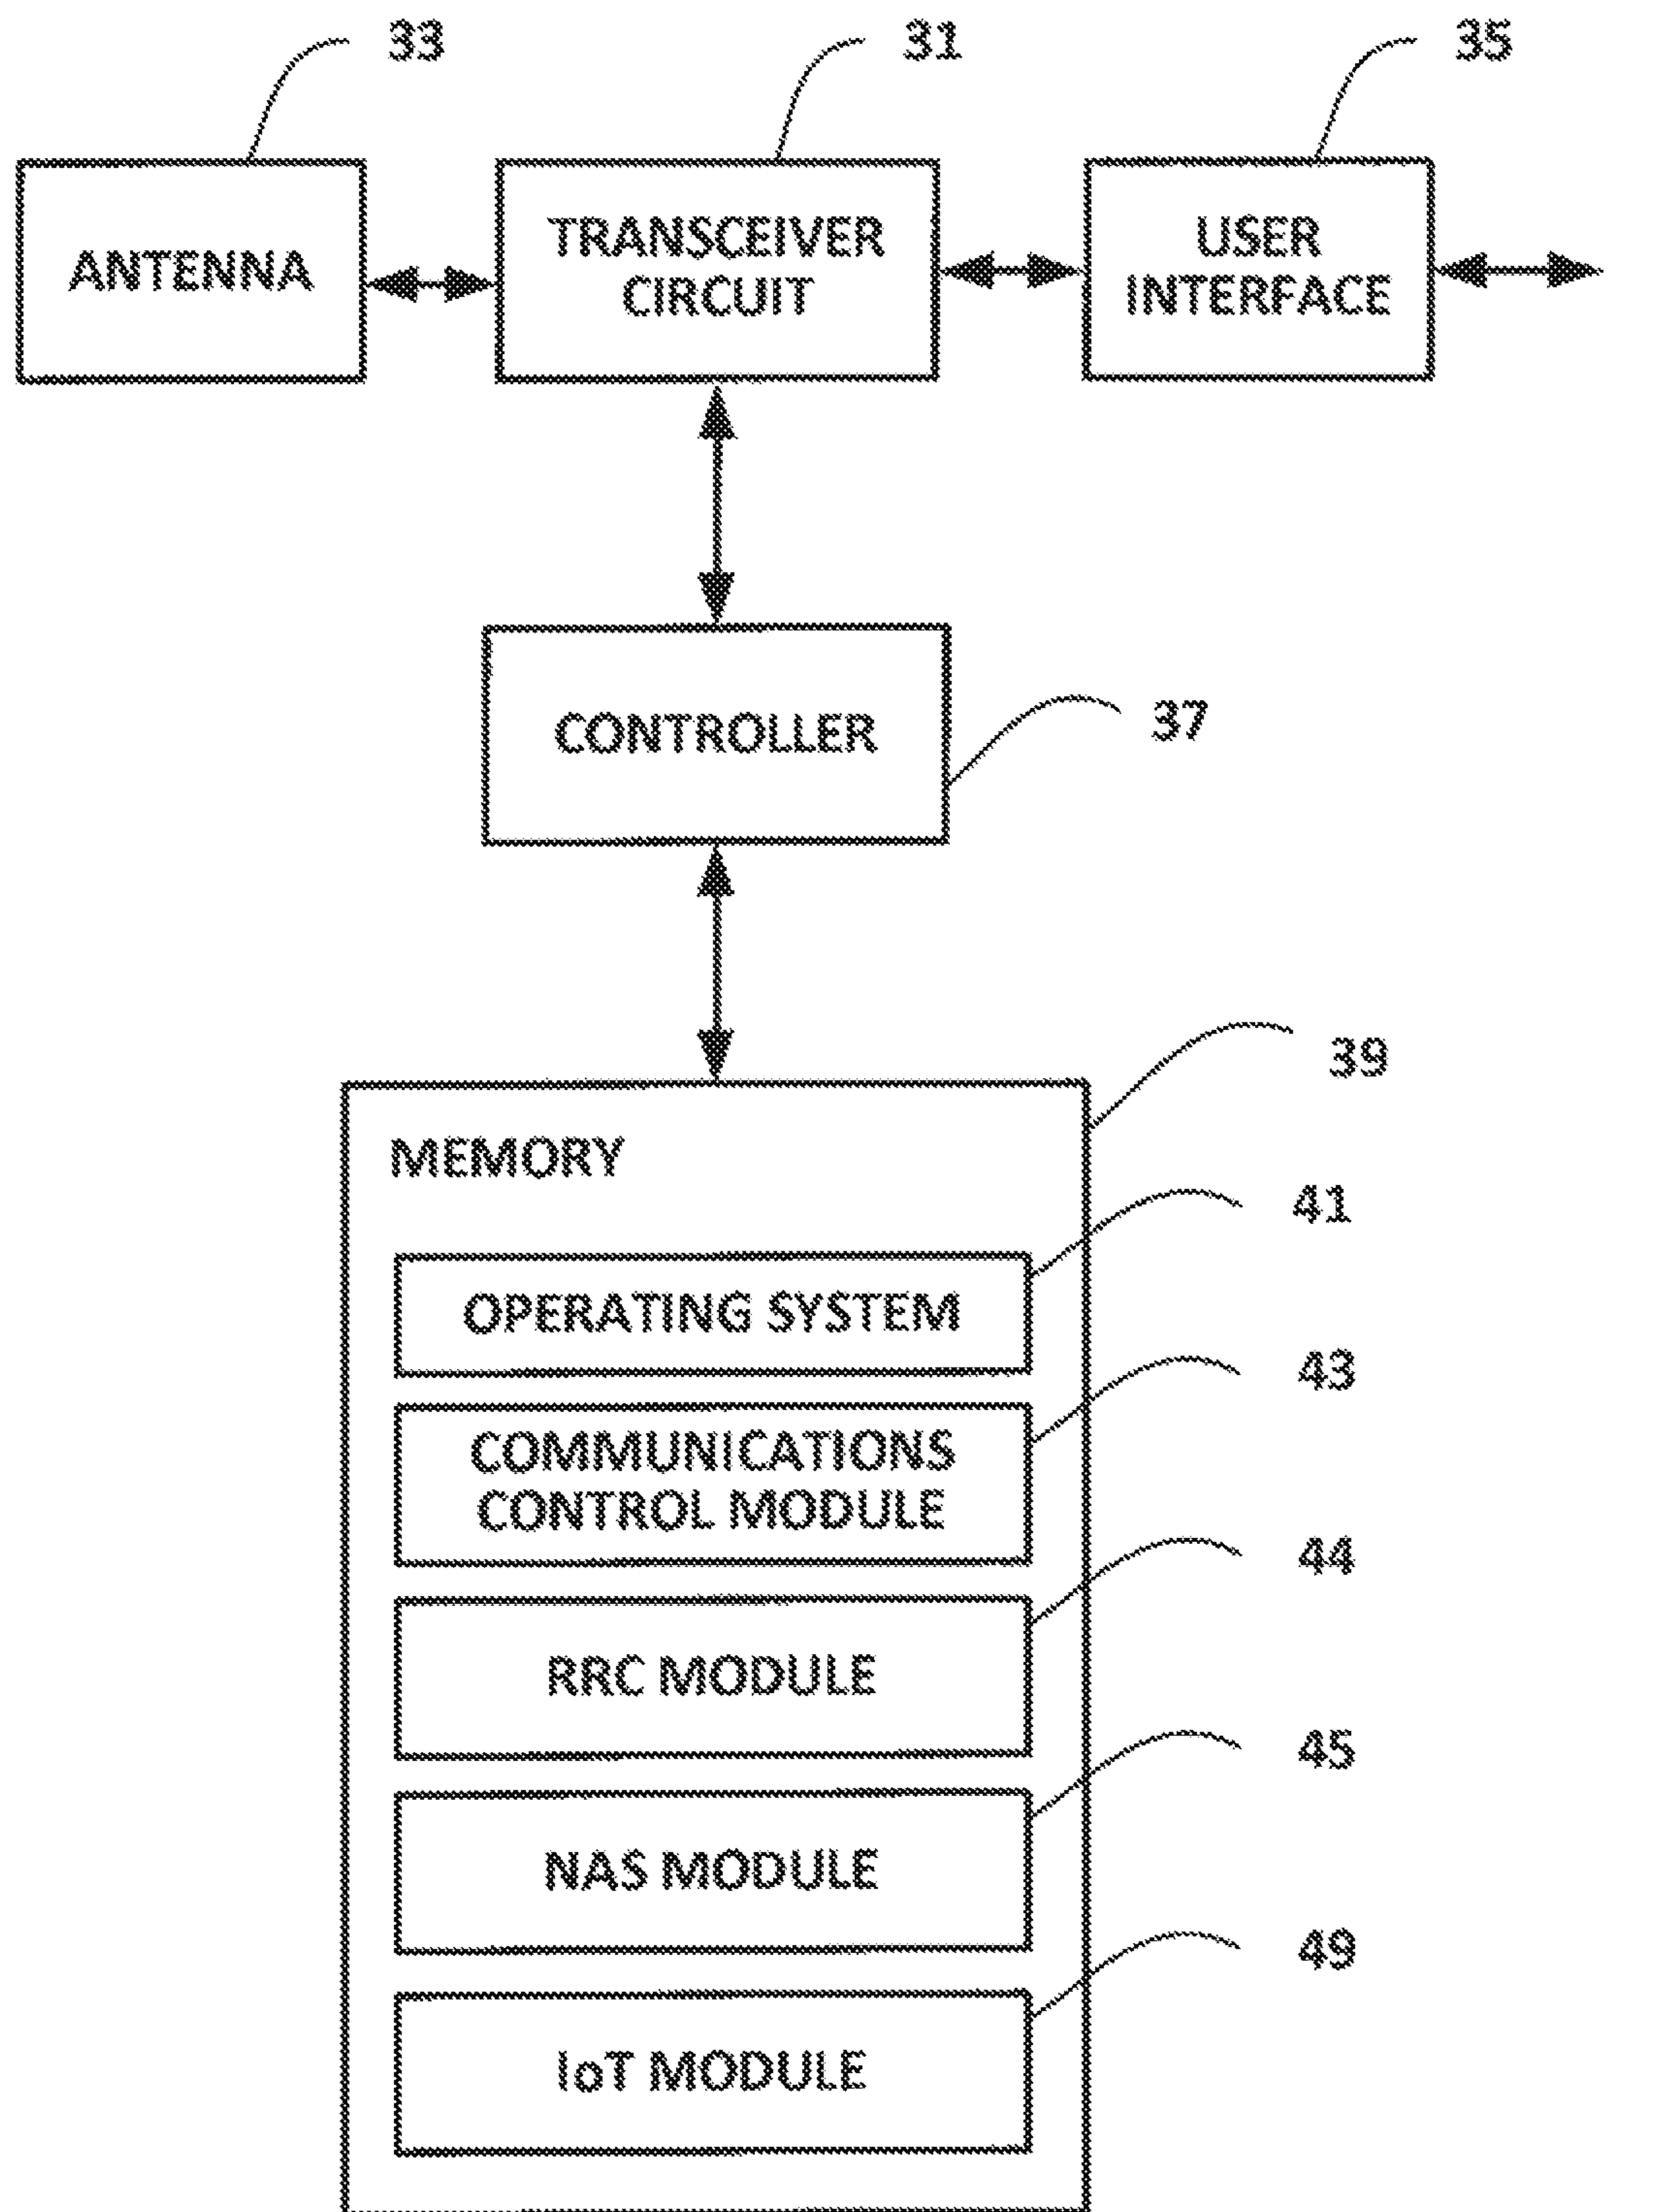 33
31
35
ANTENNA
TRANSCEIVER
CIRCUIT
USER
INTERFACE
CONTROLLER
37
39
MEMORY
41
OPERATING SYSTEM
43
COMMUNICATIONS
CONTROL MODULE
44
RRC MODULE
45
NAS MODULE
49
IoT MODULE